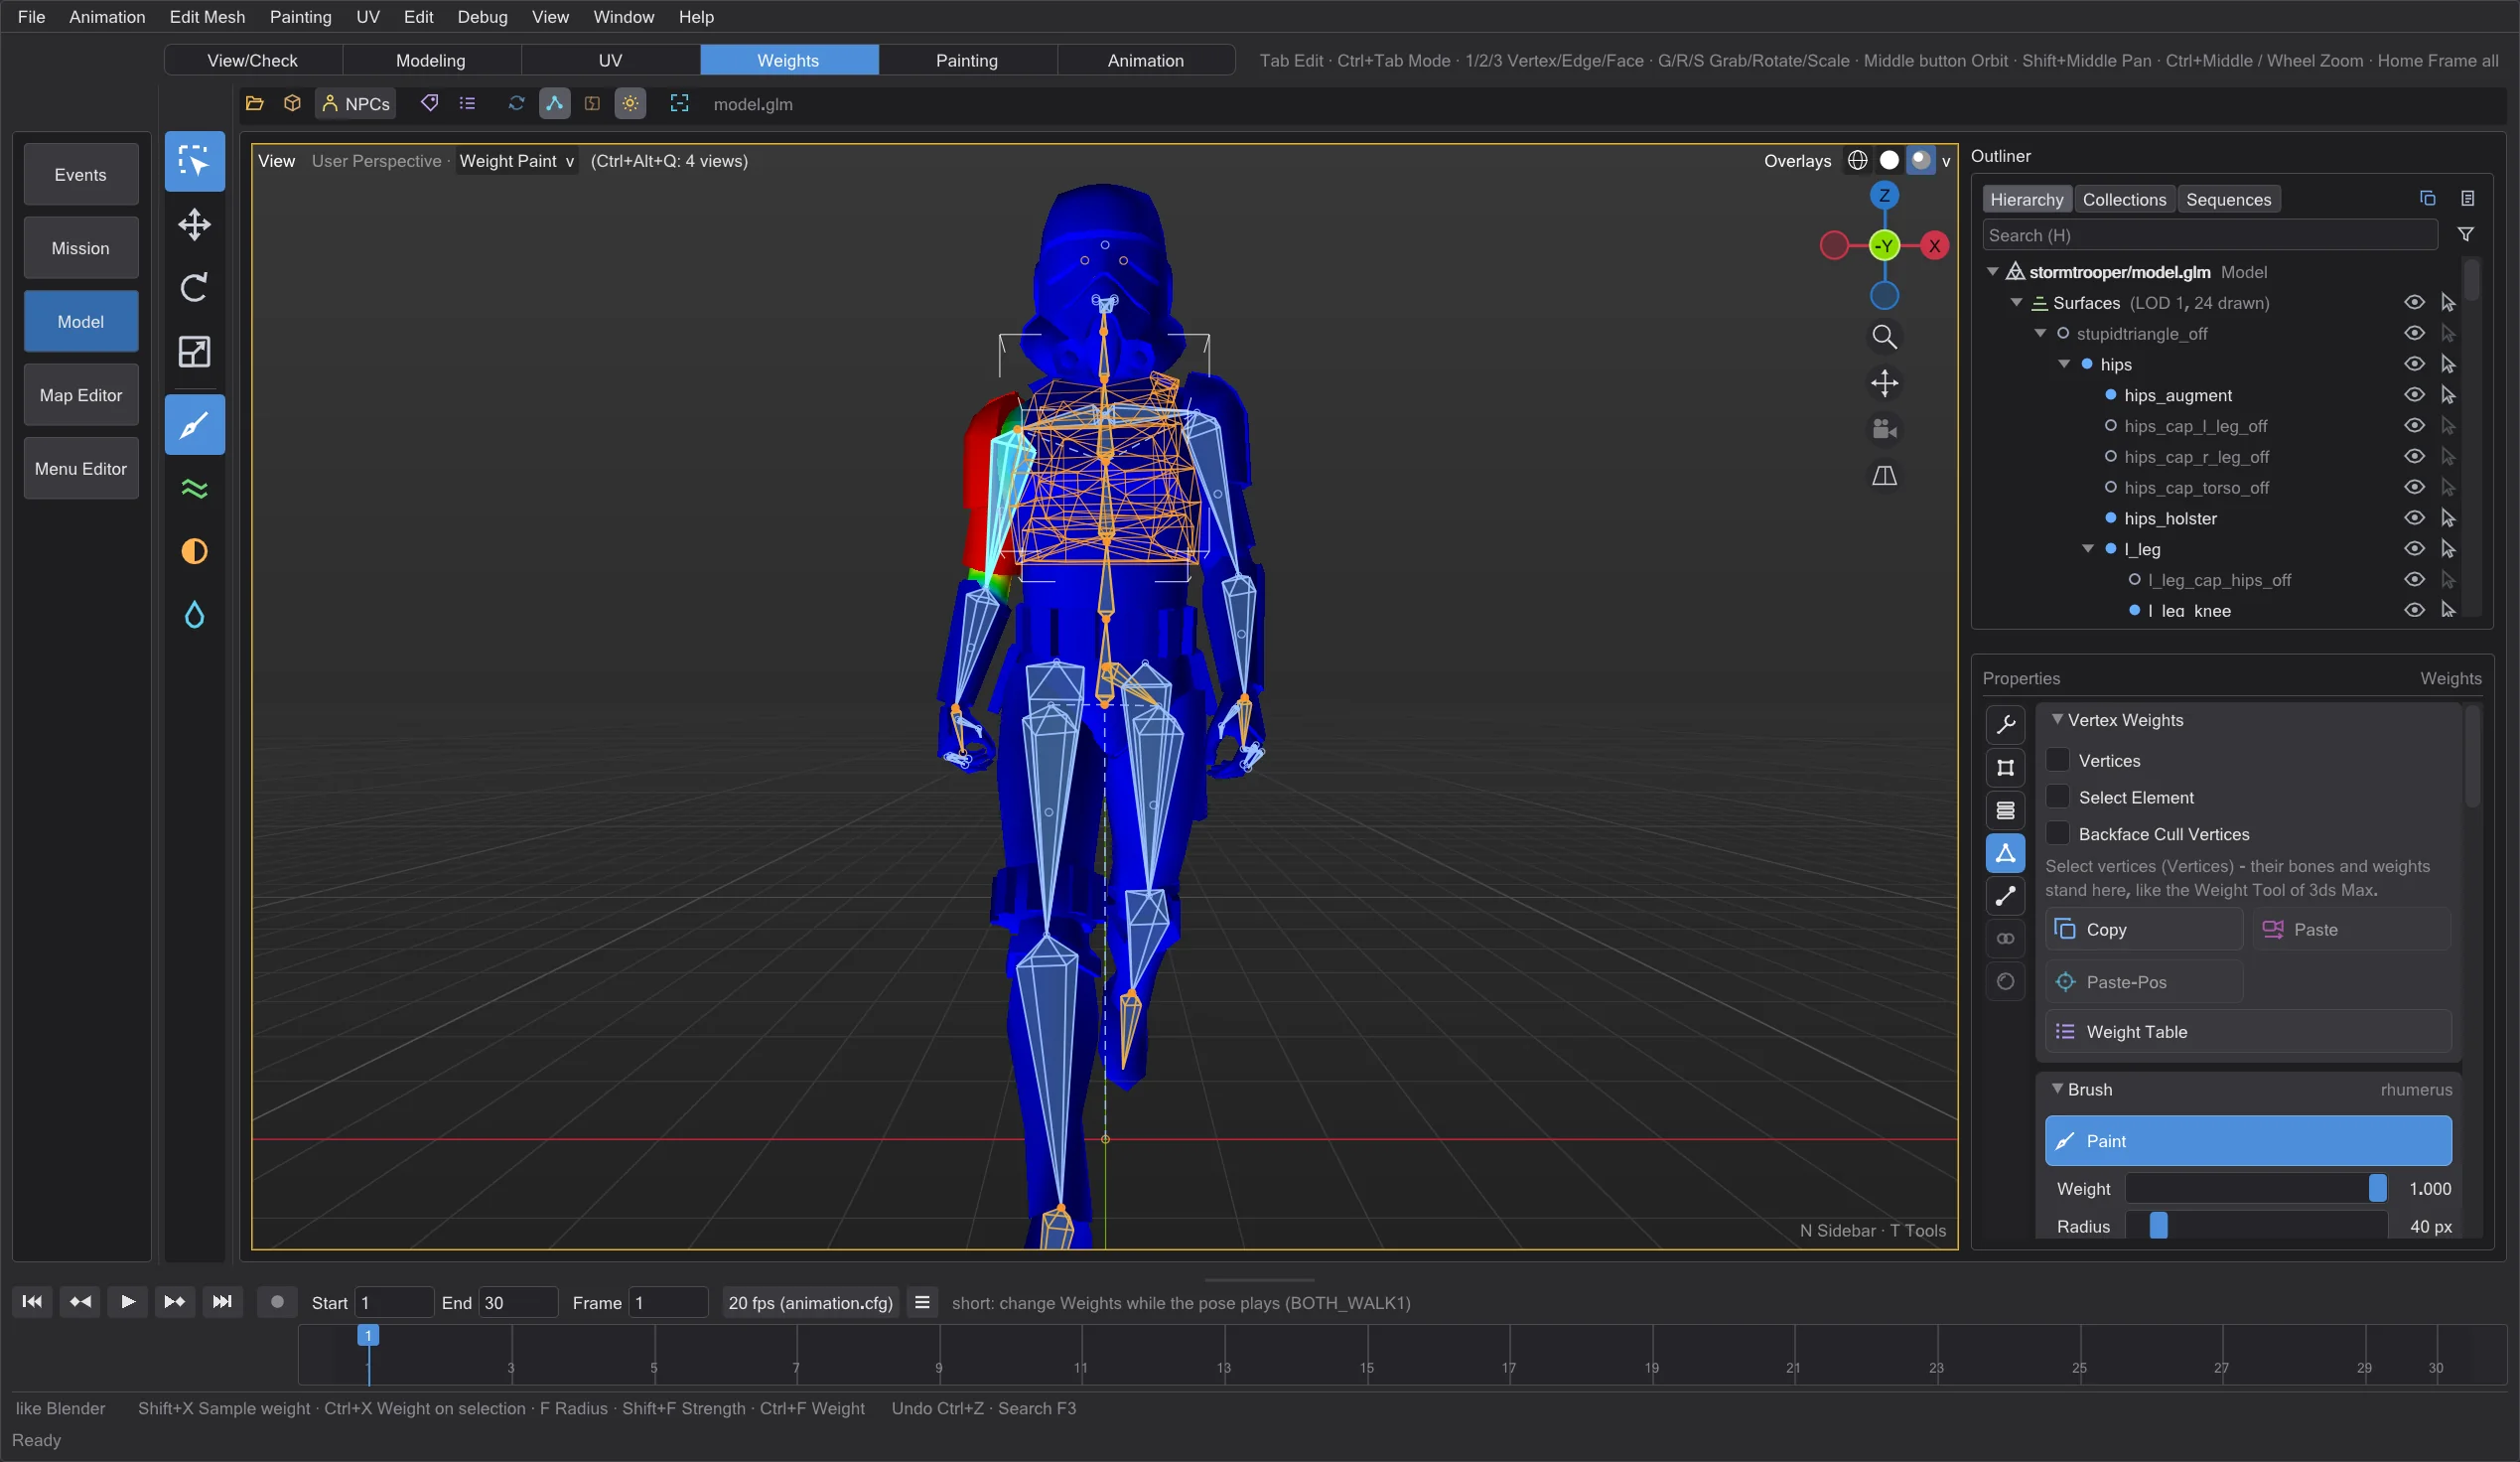 File Animation Edit Mesh Painting UV Edit Debug View Window Help
View/Check Modeling UV Weights Painting Animation Tab Edit · Ctrl+Tab Mode · 1/2/3 Vertex/Edge/Face · G/R/S Grab/Rotate/Scale · Middle button Orbit · Shift+Middle Pan · Ctrl+Middle / Wheel Zoom · Home Frame all
NPCs model.glm
Events
Mission
Model
Map Editor
Menu Editor
View User Perspective · Weight Paint v (Ctrl+Alt+Q: 4 views) Overlays v
Z
-Y X
N Sidebar · T Tools
Outliner
Hierarchy Collections Sequences
Search (H)
stormtrooper/model.glm Model
Surfaces (LOD 1, 24 drawn)
stupidtriangle_off
hips
hips_augment
hips_cap_l_leg_off
hips_cap_r_leg_off
hips_cap_torso_off
hips_holster
l_leg
l_leg_cap_hips_off
l_leg_knee
Properties Weights
Vertex Weights
Vertices
Select Element
Backface Cull Vertices
Select vertices (Vertices) - their bones and weights
stand here, like the Weight Tool of 3ds Max.
Copy Paste
Paste-Pos
Weight Table
Brush rhumerus
Paint
Weight 1.000
Radius 40 px
Start 1 End 30 Frame 1 20 fps (animation.cfg) short: change Weights while the pose plays (BOTH_WALK1)
1
1 3 5 7 9 11 13 15 17 19 21 23 25 27 29 30
like Blender Shift+X Sample weight · Ctrl+X Weight on selection · F Radius · Shift+F Strength · Ctrl+F Weight Undo Ctrl+Z · Search F3
Ready